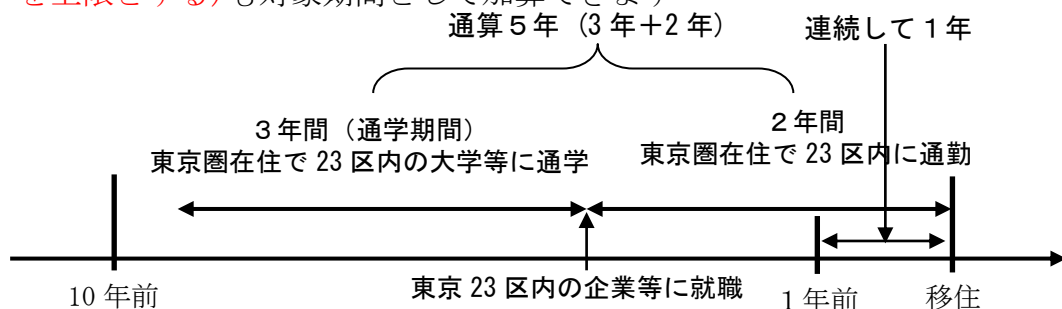 を上限とする）も対象期間として加算できます
通算５年（3 年＋2 年）
連続して１年
３年間（通学期間）
東京圏在住で 23 区内の大学等に通学
２年間
東京圏在住で 23 区内に通勤
東京 23 区内の企業等に就職
10 年前
１年前
移住